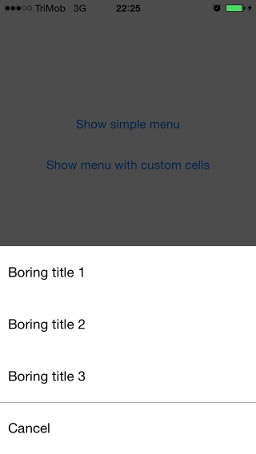 TriMob 3G 22:25
Show simple menu
Show menu with custom cells
Boring title 1
Boring title 2
Boring title 3
Cancel